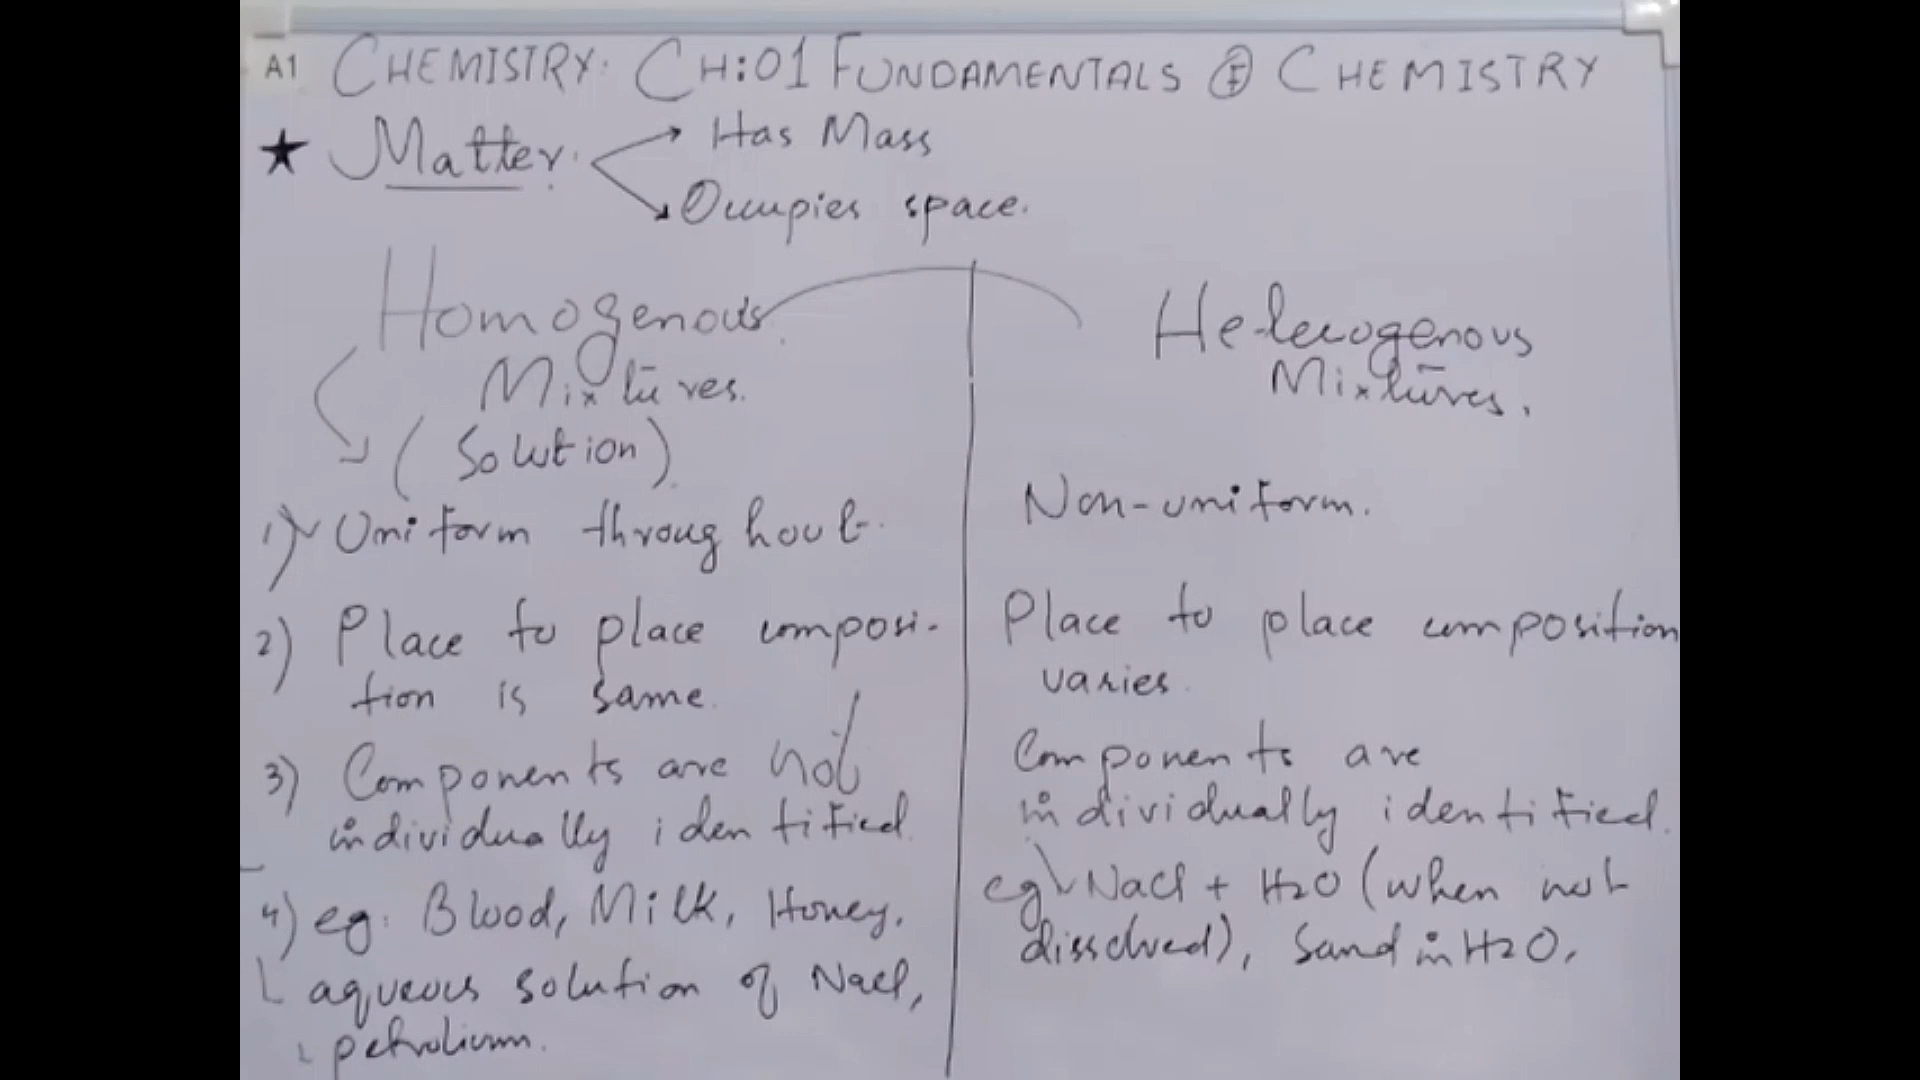 A1 CHEMISTRY: CH:01 FUNDAMENTALS OF CHEMISTRY
★ Matter: Has Mass
Occupies space.
Homogenous
Mixtures.
(Solution)
1) Uniform throughout.
2) Place to place composi-
tion is same.
3) Components are not
individually identified
4) eg: Blood, Milk, Honey,
aqueous solution of NaCl,
petrolium.
Heterogenous
Mixtures.
Non-uniform.
Place to place composition
varies.
Components are
individually identified.
eg NaCl + H2O (when not
dissolved), Sand in H2O,